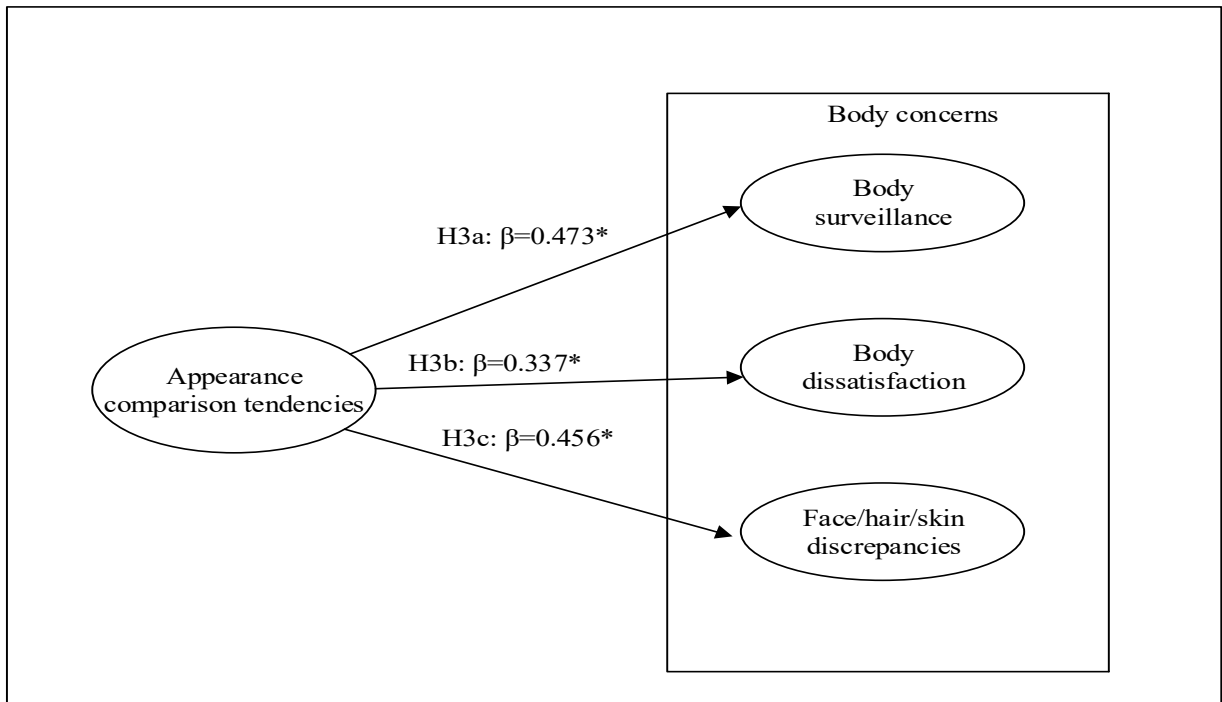 Body concerns
Body
surveillance
H3a: β=0.473*
Body
dissatisfaction
H3b: β=0.337*
Appearance
comparison tendencies
H3c: β=0.456*
Face/hair/skin
discrepancies